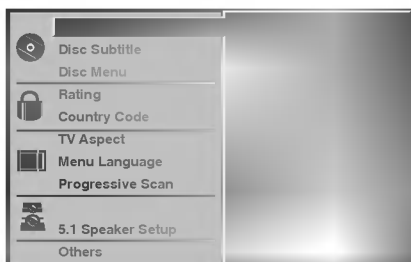 Disc Subtitle
Disc Menu
Rating
Country Code
TV Aspect
Menu Language
Progressive Scan
5.1 Speaker Setup
Others